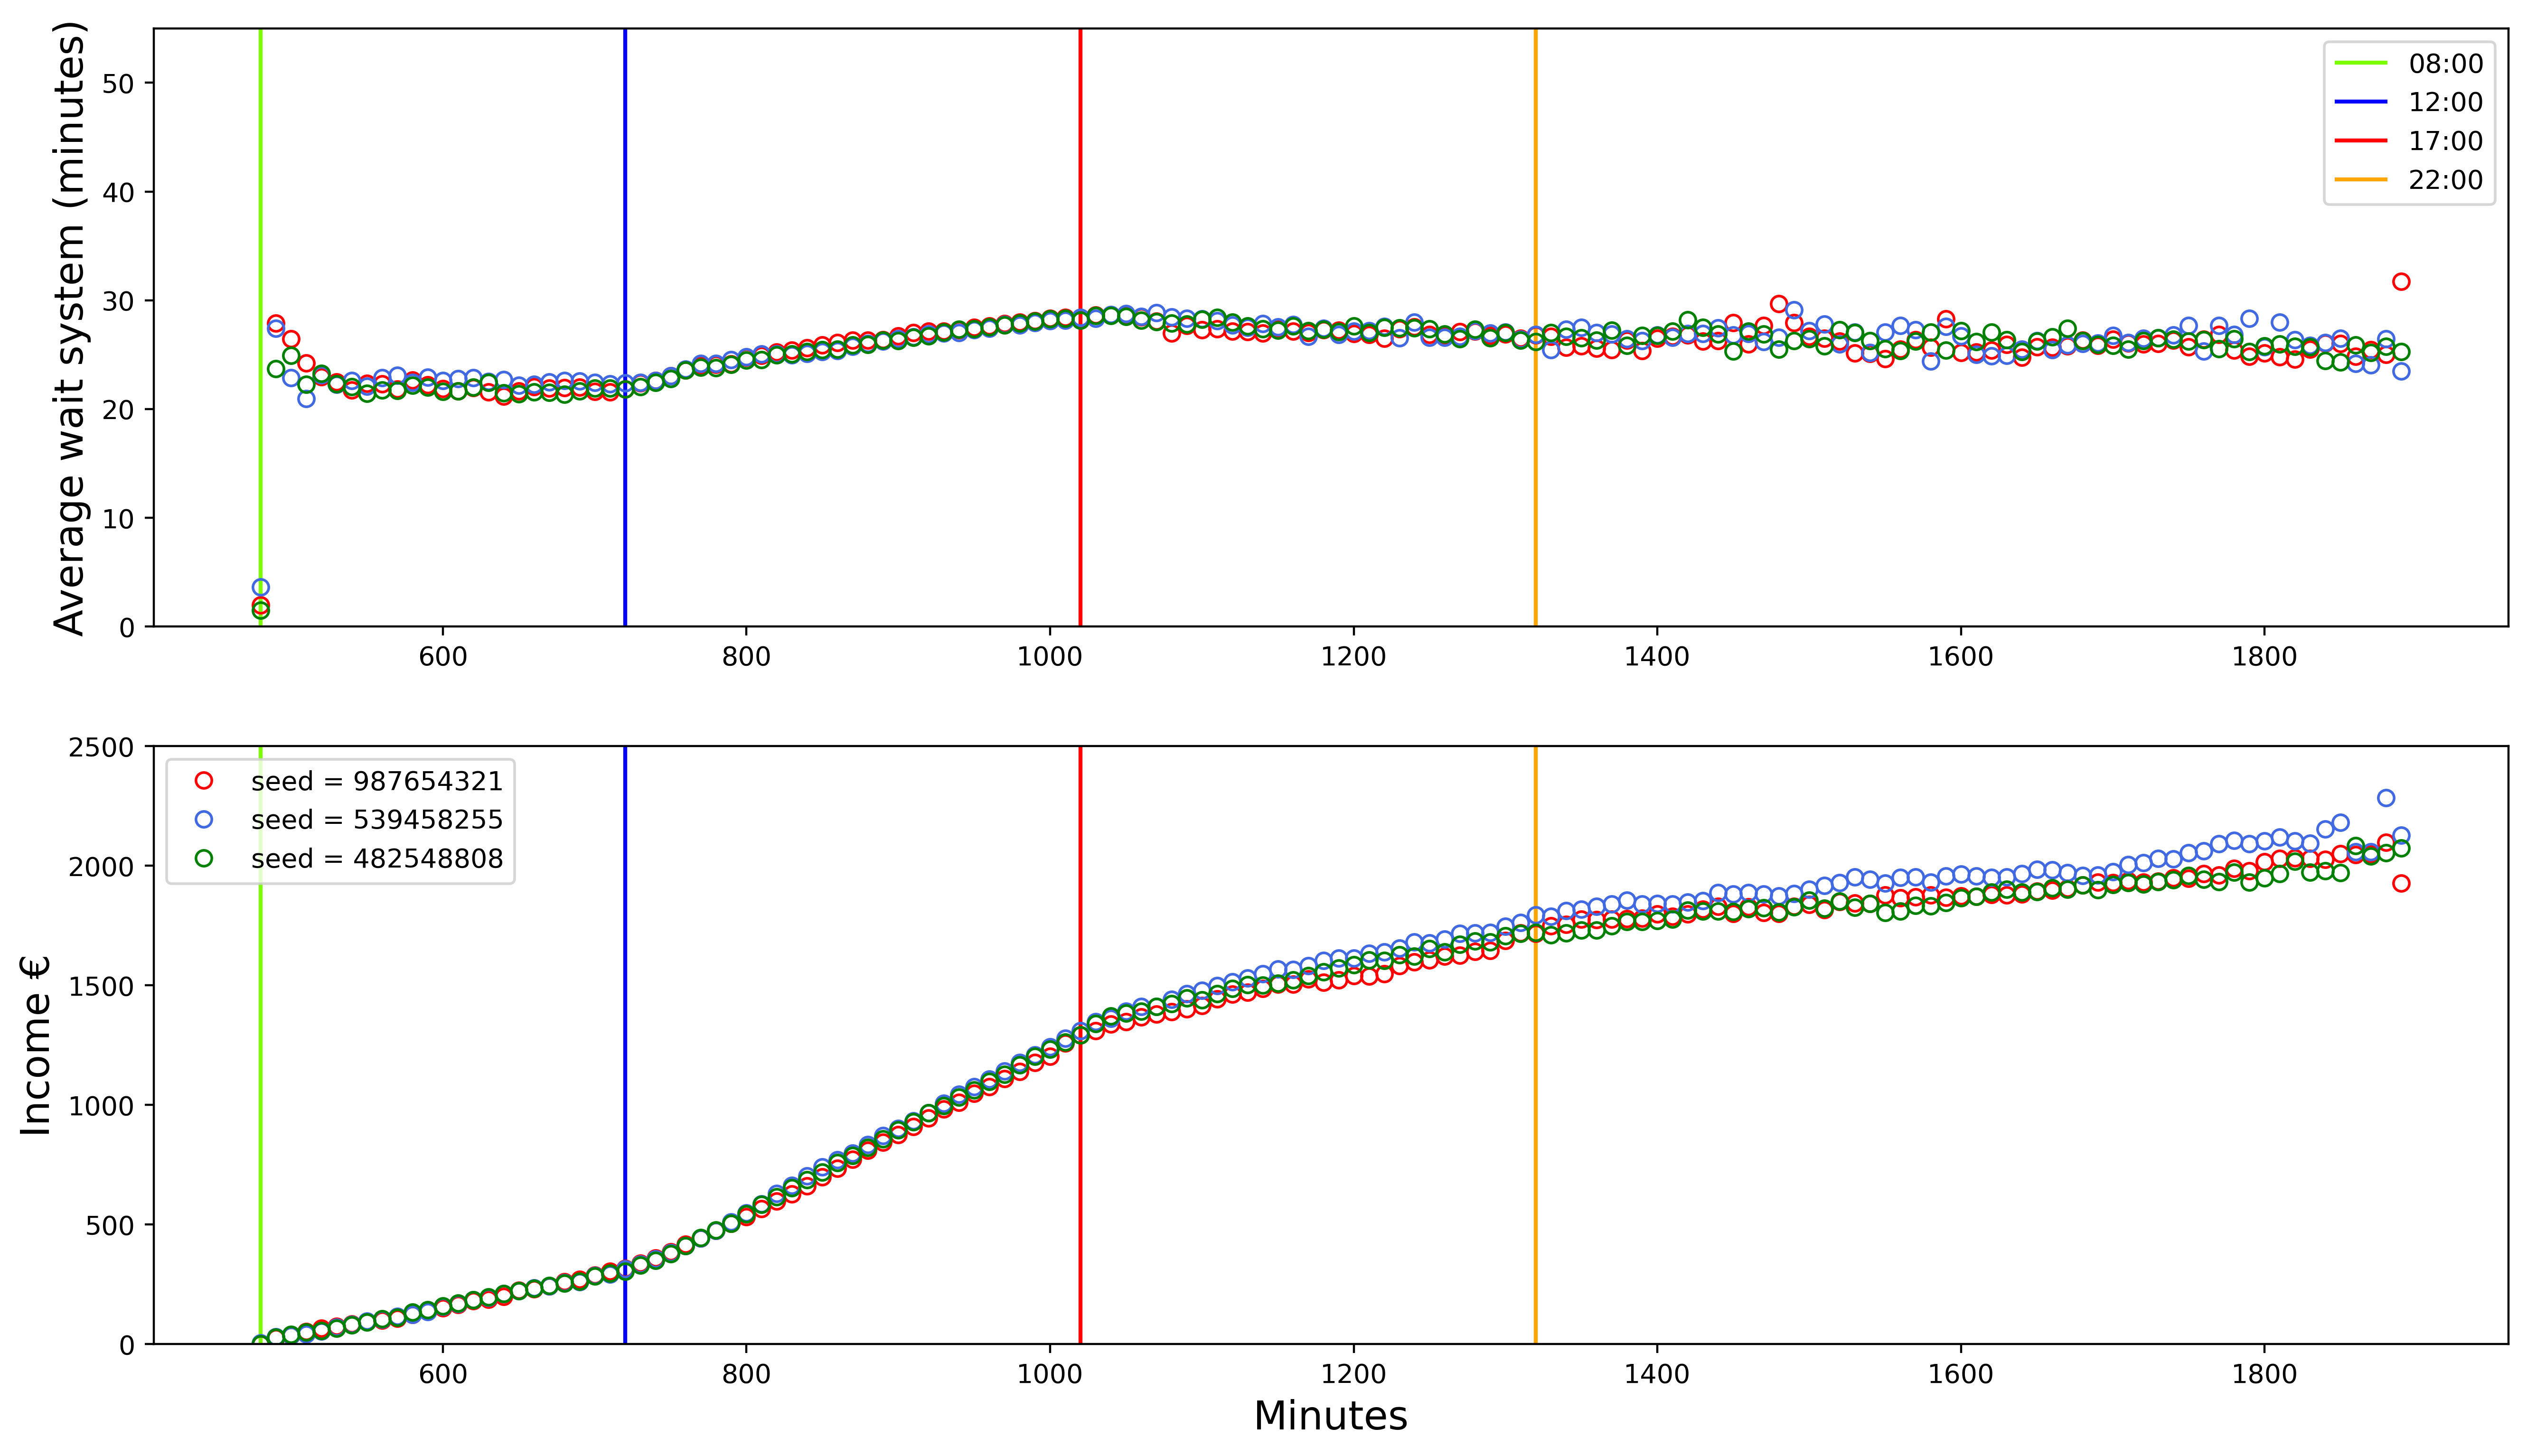 Average wait system (minutes)
50
40
30
20
10
0
600 800 1000 1200 1400 1600 1800
08:00
12:00
17:00
22:00
Income €
2500
2000
1500
1000
500
0
seed = 987654321
seed = 539458255
seed = 482548808
600 800 1000 1200 1400 1600 1800
Minutes